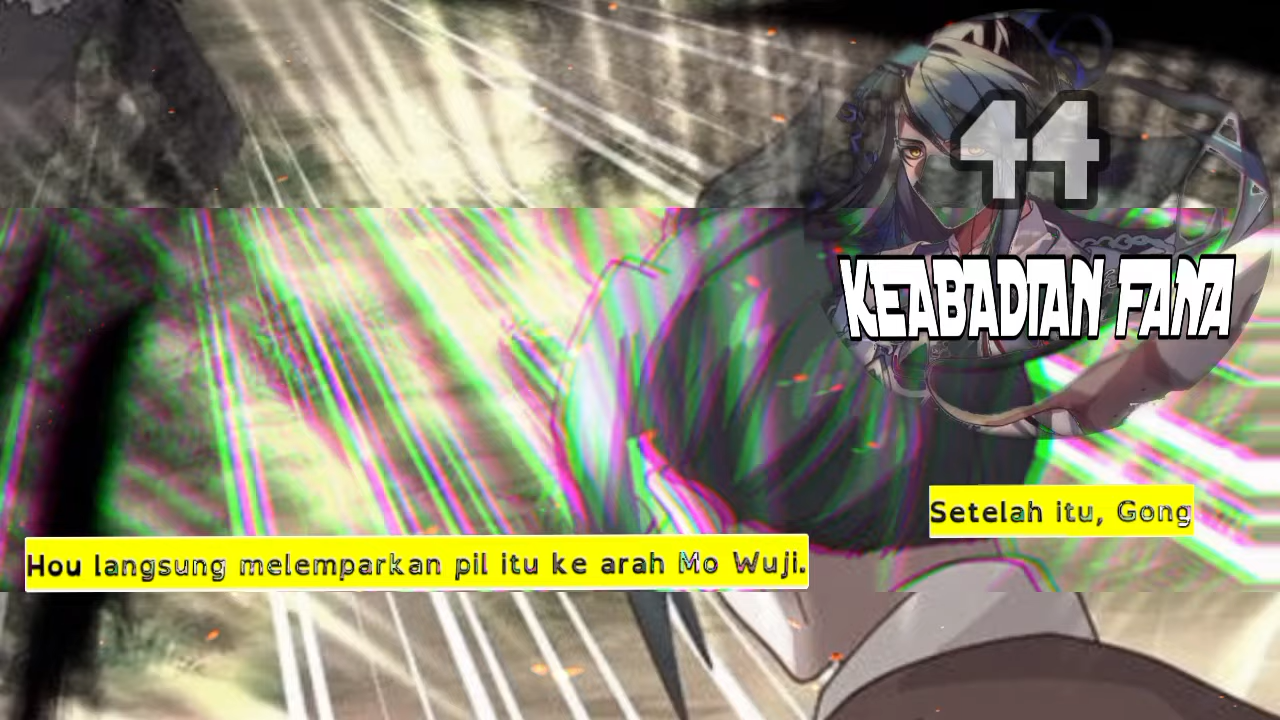 44
KEABADIAN FANA
Setelah itu, Gong
Hou langsung melemparkan pil itu ke arah Mo Wuji.